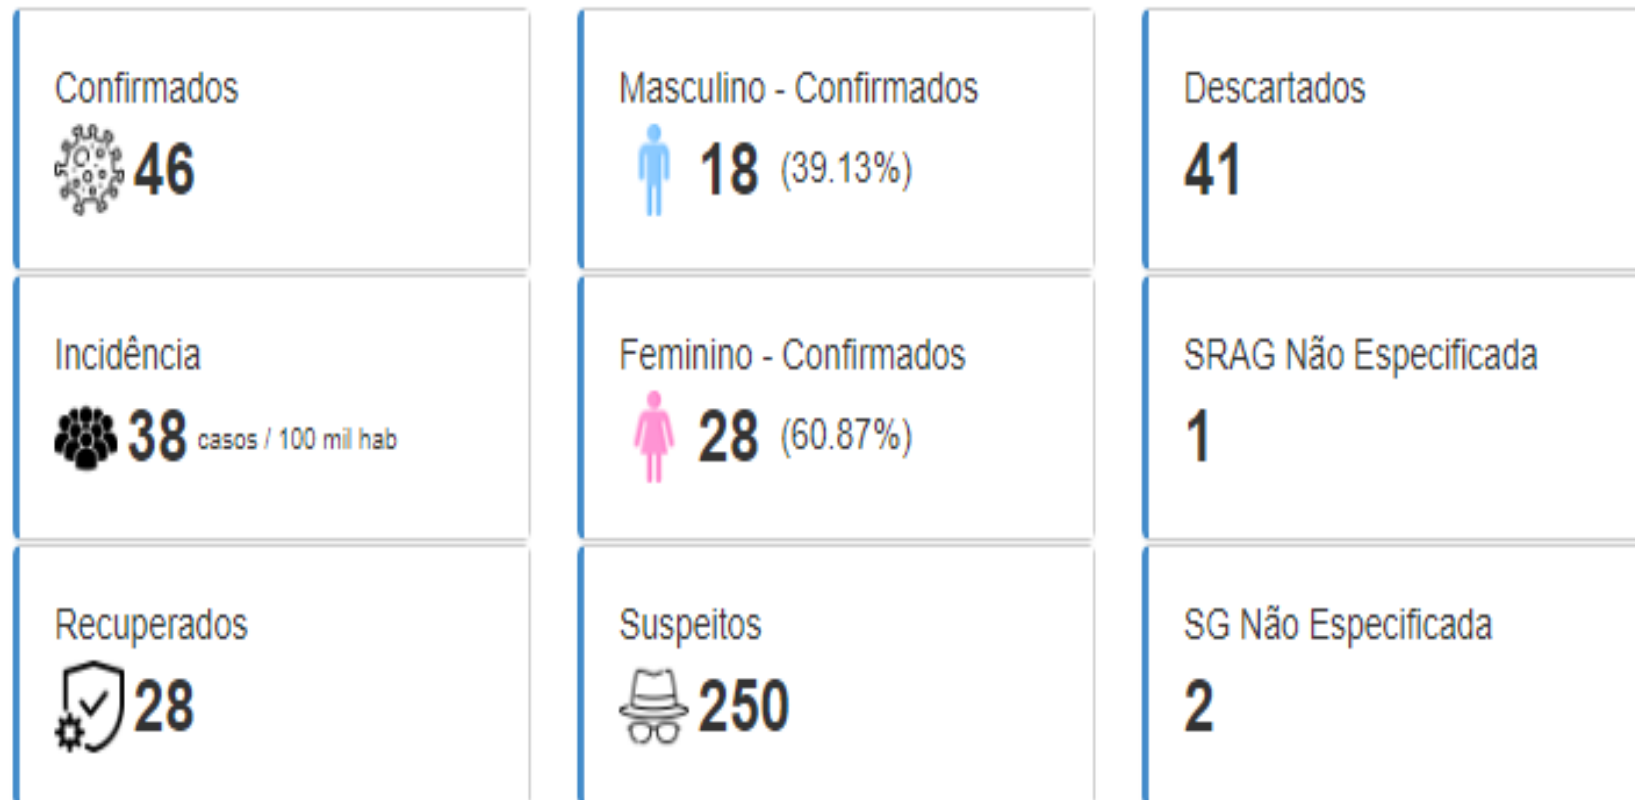 Confirmados
46
Masculino - Confirmados
18 (39.13%)
Descartados
41
Incidência
38 casos / 100 mil hab
Feminino - Confirmados
28 (60.87%)
SRAG Não Especificada
1
Recuperados
28
Suspeitos
250
SG Não Especificada
2